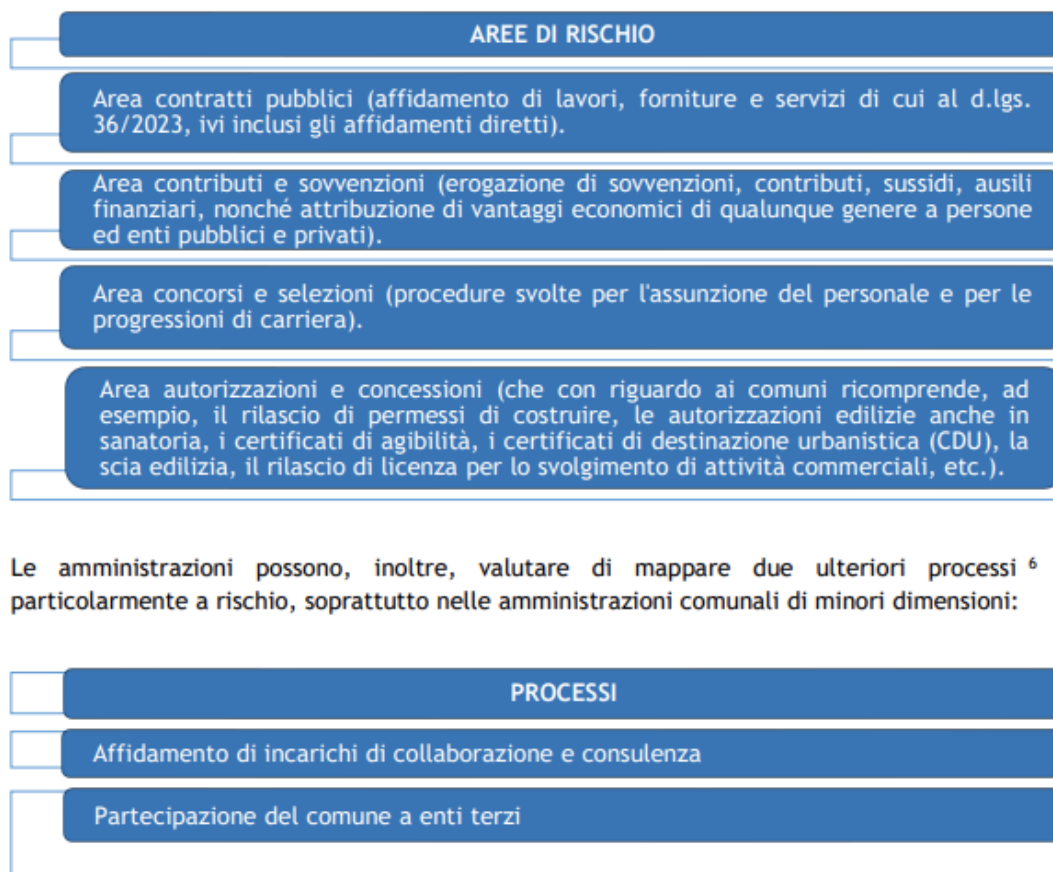 AREE DI RISCHIO
Area contratti pubblici (affidamento di lavori, forniture e servizi di cui al d.lgs.
36/2023, ivi inclusi gli affidamenti diretti).
Area contributi e sovvenzioni (erogazione di sovvenzioni, contributi, sussidi, ausili
finanziari, nonché attribuzione di vantaggi economici di qualunque genere a persone
ed enti pubblici e privati).
Area concorsi e selezioni (procedure svolte per l'assunzione del personale e per le
progressioni di carriera).
Area autorizzazioni e concessioni (che con riguardo ai comuni ricomprende, ad
esempio, il rilascio di permessi di costruire, le autorizzazioni edilizie anche in
sanatoria, i certificati di agibilità, i certificati di destinazione urbanistica (CDU), la
scia edilizia, il rilascio di licenza per lo svolgimento di attività commerciali, etc.).
Le amministrazioni possono, inoltre, valutare di mappare due ulteriori processi 6
particolarmente a rischio, soprattutto nelle amministrazioni comunali di minori dimensioni:
PROCESSI
Affidamento di incarichi di collaborazione e consulenza
Partecipazione del comune a enti terzi